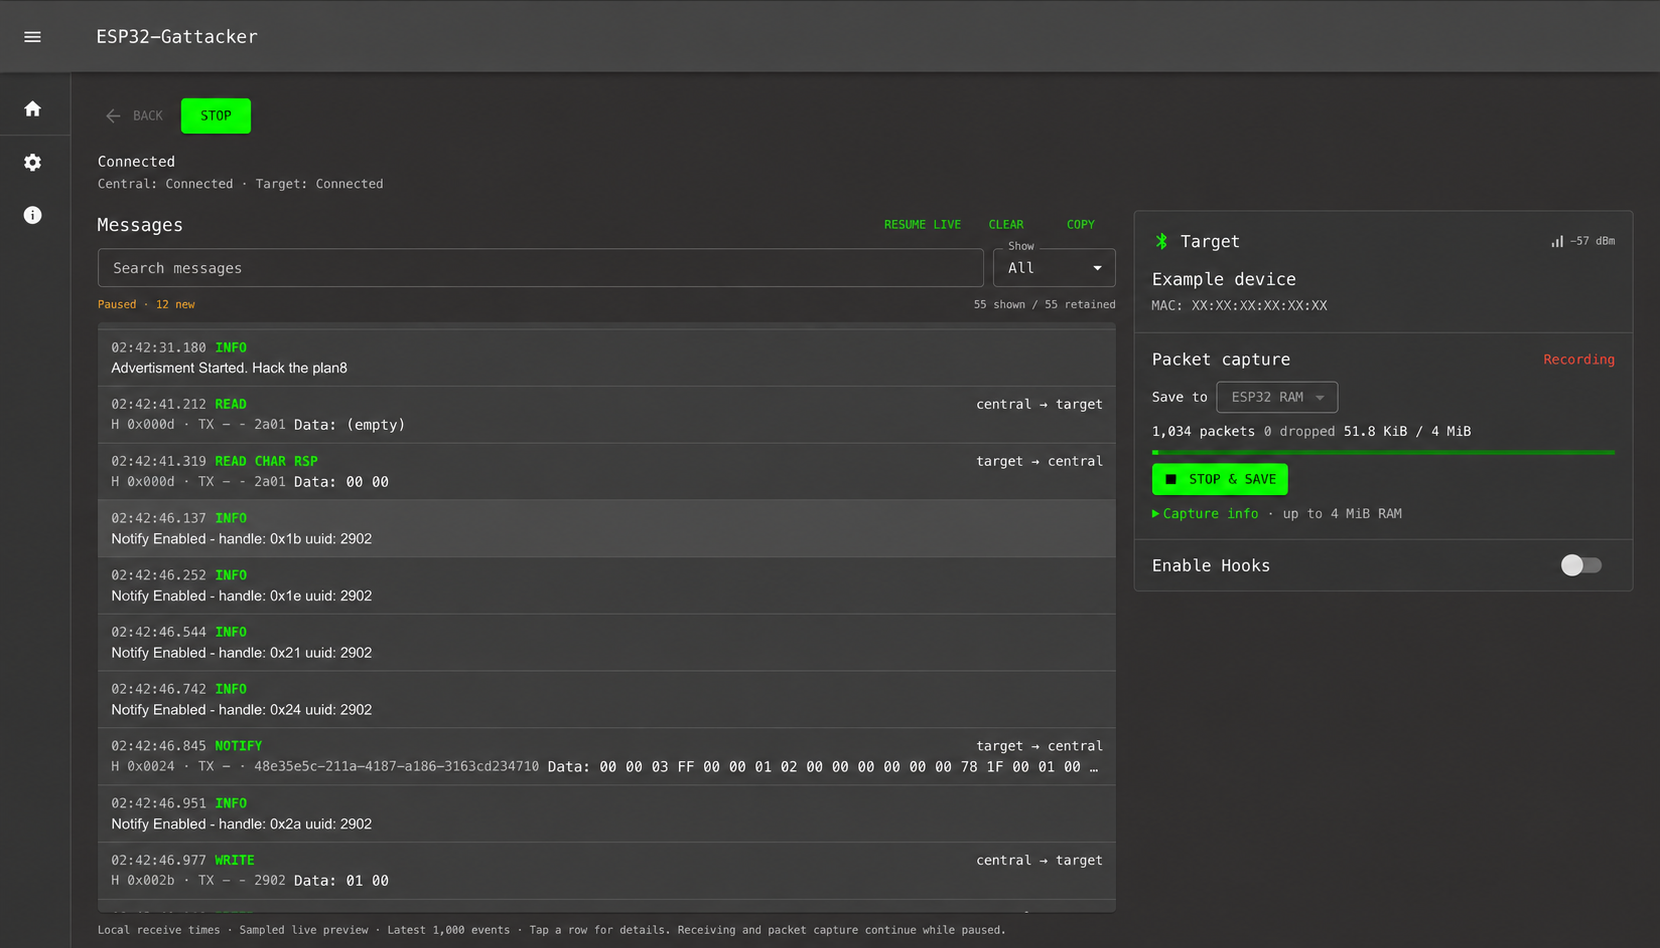 ESP32-Gattacker
BACK
STOP
Connected
Central: Connected · Target: Connected
Messages
RESUME LIVE
CLEAR
COPY
Search messages
Show
All
Paused · 12 new
55 shown / 55 retained
02:42:31.180 INFO
Advertisment Started. Hack the plan8
02:42:41.212 READ
central → target
H 0x000d · TX – - 2a01 Data: (empty)
02:42:41.319 READ CHAR RSP
target → central
H 0x000d · TX – - 2a01 Data: 00 00
02:42:46.137 INFO
Notify Enabled - handle: 0x1b uuid: 2902
02:42:46.252 INFO
Notify Enabled - handle: 0x1e uuid: 2902
02:42:46.544 INFO
Notify Enabled - handle: 0x21 uuid: 2902
02:42:46.742 INFO
Notify Enabled - handle: 0x24 uuid: 2902
02:42:46.845 NOTIFY
target → central
H 0x0024 · TX – · 48e35e5c-211a-4187-a186-3163cd234710 Data: 00 00 03 FF 00 00 01 02 00 00 00 00 00 00 78 1F 00 01 00 …
02:42:46.951 INFO
Notify Enabled - handle: 0x2a uuid: 2902
02:42:46.977 WRITE
central → target
H 0x002b · TX – - 2902 Data: 01 00
Local receive times · Sampled live preview · Latest 1,000 events · Tap a row for details. Receiving and packet capture continue while paused.
Target
-57 dBm
Example device
MAC: XX:XX:XX:XX:XX:XX
Packet capture
Recording
Save to
ESP32 RAM
1,034 packets 0 dropped 51.8 KiB / 4 MiB
STOP & SAVE
Capture info · up to 4 MiB RAM
Enable Hooks